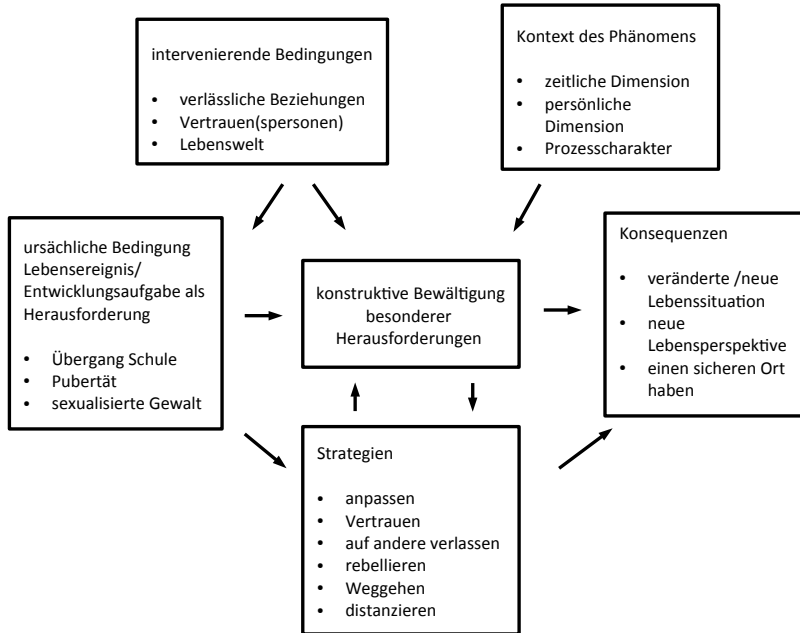 intervenierende Bedingungen
• verlässliche Beziehungen
• Vertrauen(spersonen)
• Lebenswelt
Kontext des Phänomens
• zeitliche Dimension
• persönliche
Dimension
• Prozesscharakter
ursächliche Bedingung
Lebensereignis/
Entwicklungsaufgabe als
Herausforderung
• Übergang Schule
• Pubertät
• sexualisierte Gewalt
konstruktive Bewältigung
besonderer
Herausforderungen
Konsequenzen
• veränderte /neue
Lebenssituation
• neue
Lebensperspektive
• einen sicheren Ort
haben
Strategien
• anpassen
• Vertrauen
• auf andere verlassen
• rebellieren
• Weggehen
• distanzieren